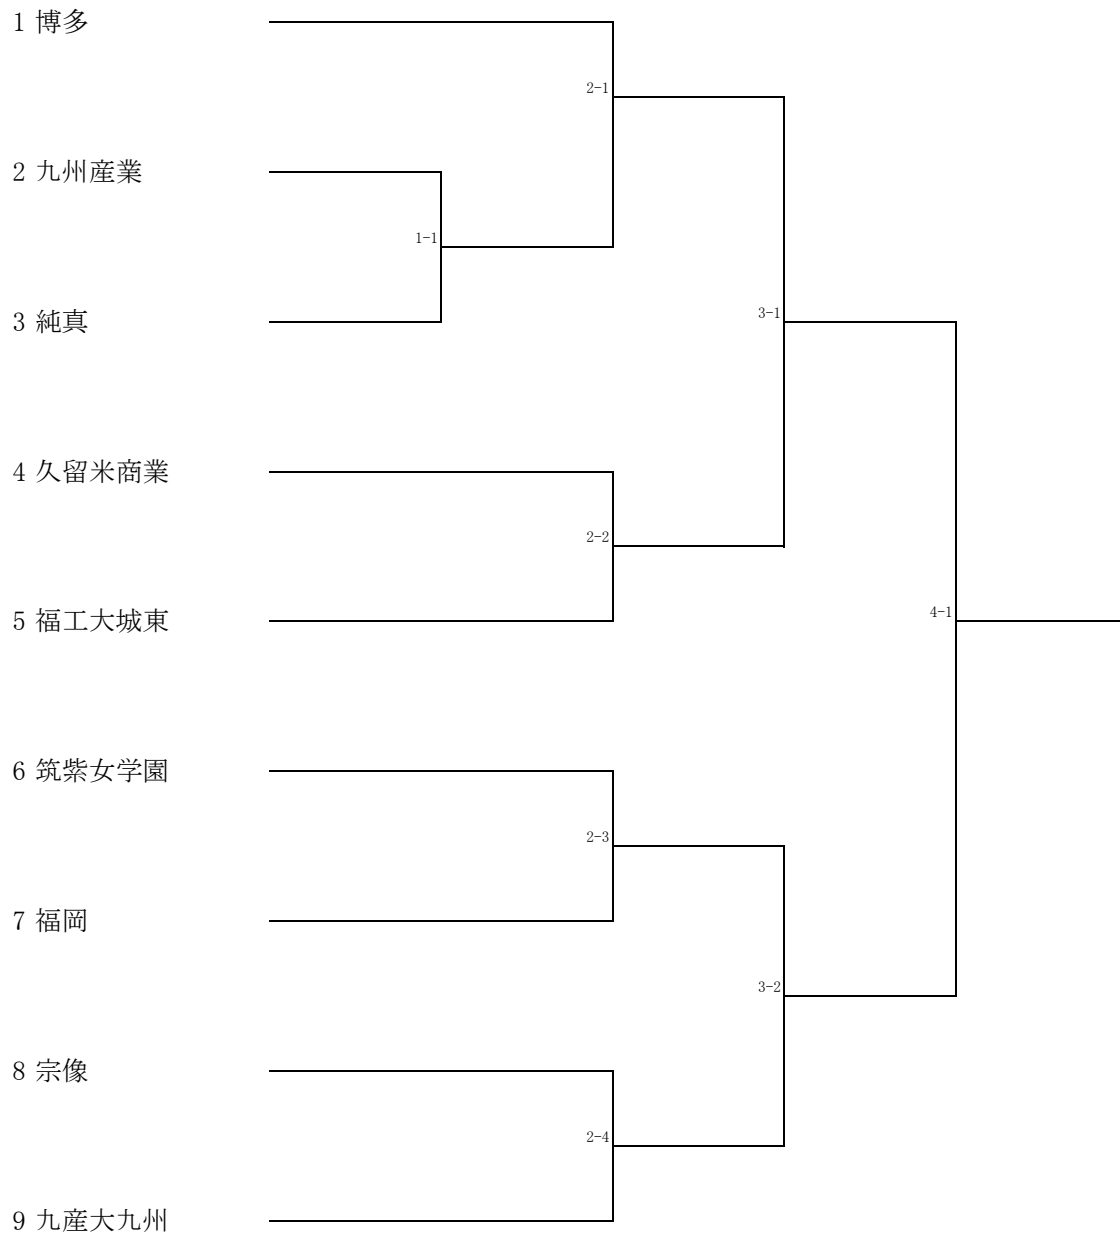 1 博多
2-1
2 九州産業
1-1
3 純真
3-1
4 久留米商業
2-2
4-1
5 福工大城東
6 筑紫女学園
2-3
7 福岡
3-2
8 宗像
2-4
9 九産大九州